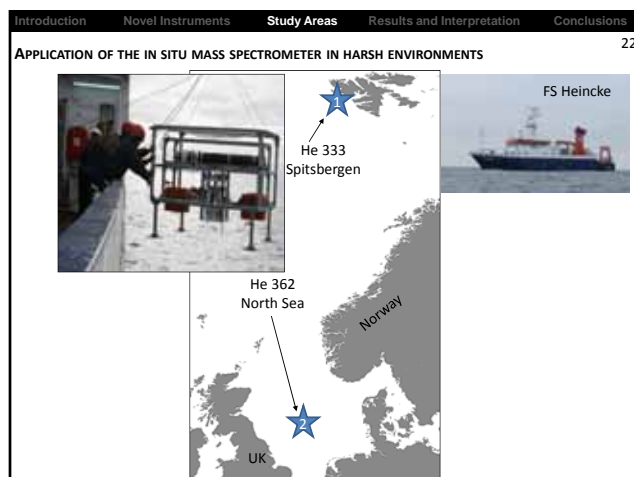 Introduction Novel Instruments Study Areas Results and Interpretation Conclusions
22
APPLICATION OF THE IN SITU MASS SPECTROMETER IN HARSH ENVIRONMENTS
FS Heincke
1
He 333
Spitsbergen
He 362
North Sea
Norway
2
UK